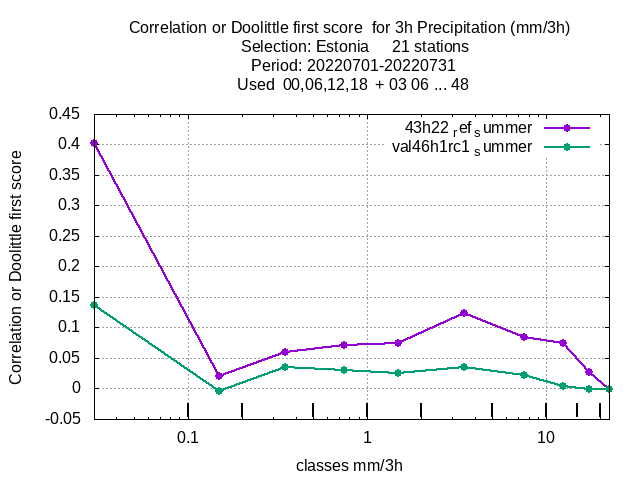 Correlation or Doolittle first score  for 3h Precipitation (mm/3h)
Selection: Estonia     21 stations
Period: 20220701-20220731
Used  00,06,12,18  + 03 06 ... 48
43h22 ref summer
val46h1rc1 summer
Correlation or Doolittle first score
0.45
0.4
0.35
0.3
0.25
0.2
0.15
0.1
0.05
0
-0.05
0.1
1
10
classes mm/3h